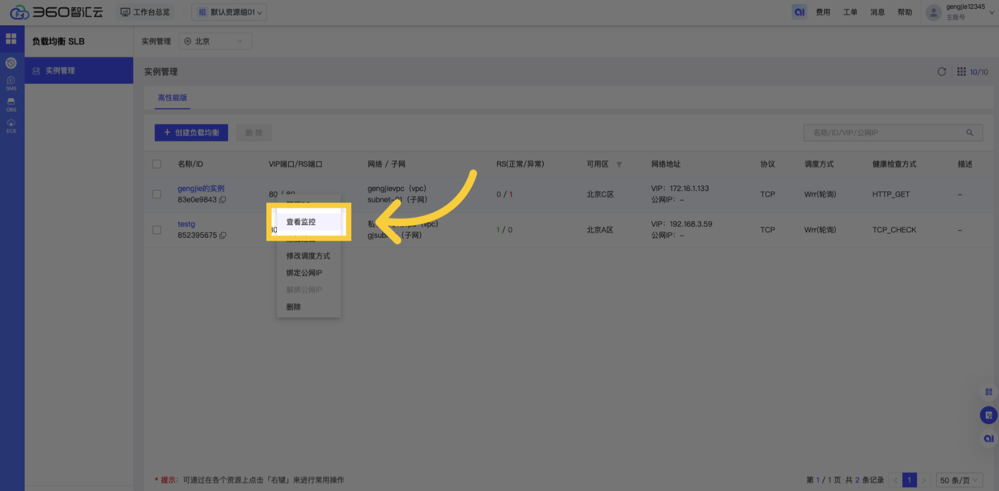 360智汇云
工作台总览
组 默认资源组01
费用
工单
消息
帮助
gengjie12345
主账号
负载均衡 SLB
实例管理
北京
实例管理
SMS
OBS
ECS
实例管理
10/10
高性能版
+ 创建负载均衡
删 除
名称/ID/VIP/公网IP
名称/ID
VIP端口/RS端口
网络 / 子网
RS(正常/异常)
可用区
网络地址
协议
调度方式
健康检查方式
描述
gengjie的实例
83e0e9843
80 / 80
gengjievpc（vpc）
subnet-01（子网）
0 / 1
北京C区
VIP：172.16.1.133
公网IP：-
TCP
Wrr(轮询)
HTTP_GET
-
testg
852395675
（vpc）
（子网）
1 / 0
北京A区
VIP：192.168.3.59
公网IP：-
TCP
Wrr(轮询)
TCP_CHECK
-
查看监控
修改调度方式
绑定公网IP
解绑公网IP
删除
* 提示：可通过在各个资源上点击「右键」来进行常用操作
第 1 / 1 页 共 2 条记录
< 1 >
50 条/页